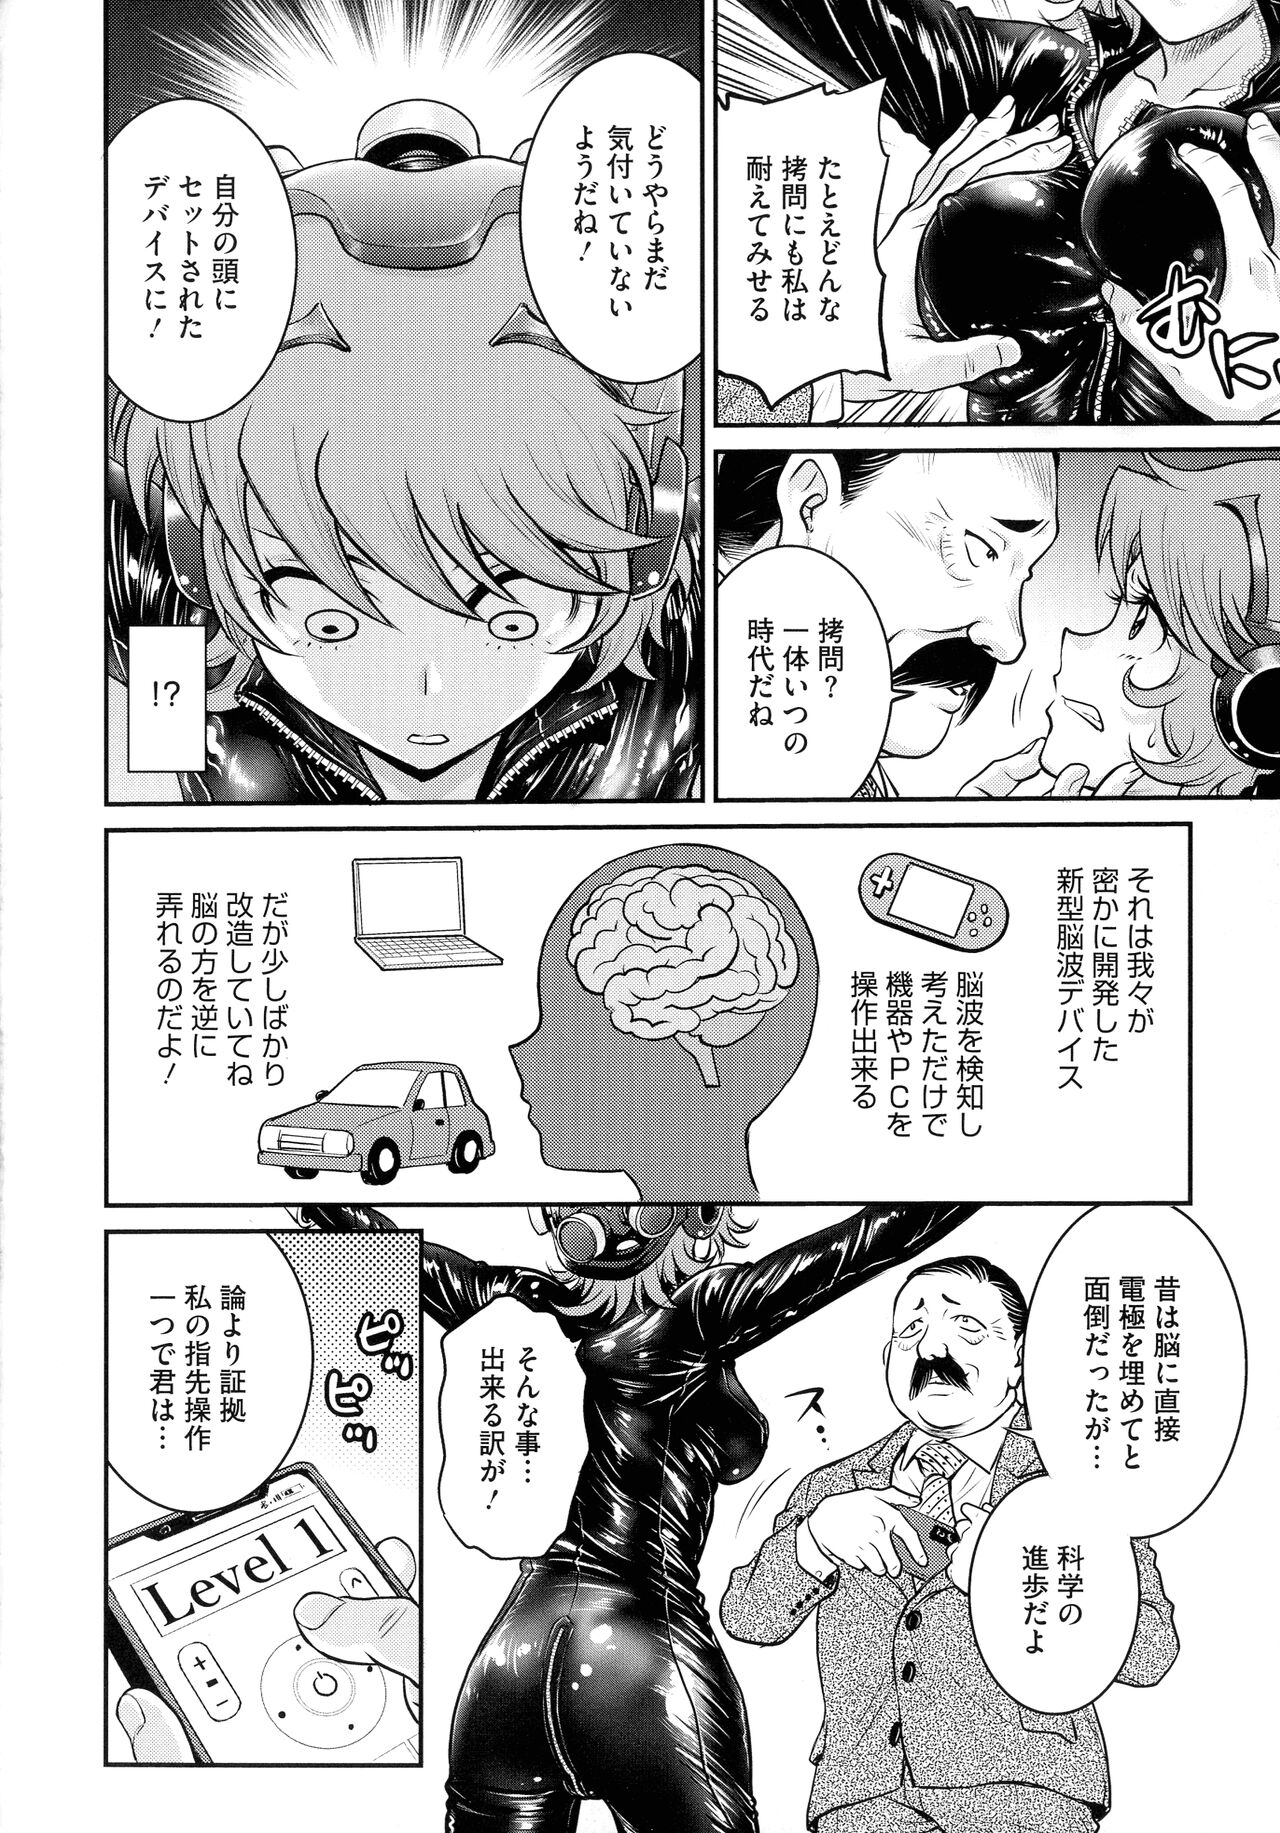 たとえどんな
拷問にも私は
耐えてみせる
むに
拷問?
一体いつの
時代だね
どうやらまだ
気付いていない
ようだね!
自分の頭に
セットされた
デバイスに!
!?
それは我々が
密かに開発した
新型脳波デバイス
脳波を検知し
考えただけで
機器やPCを
操作出来る
だが少しばかり
改造していてね
脳の方を逆に
弄れるのだよ!
昔は脳に直接
電極を埋めてと
面倒だったが…
科学の
進歩だよ
ス…
そんな事…
出来る訳が!
論より証拠
私の指先操作
一つで君は…
ピッ
ピッ
Level 1